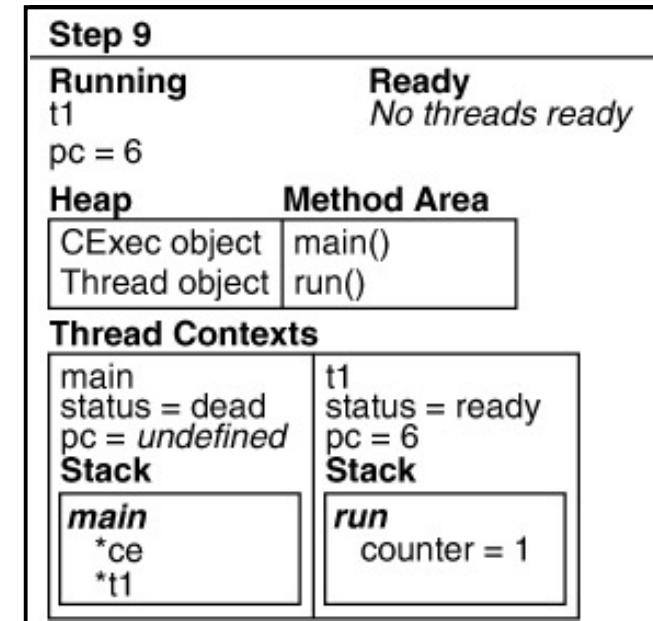 Step 9
Running Ready
t1 No threads ready
pc = 6
Heap Method Area
CExec object main()
Thread object run()
Thread Contexts
main t1
status = dead status = ready
pc = undefined pc = 6
Stack Stack
main run
*ce counter = 1
*t1